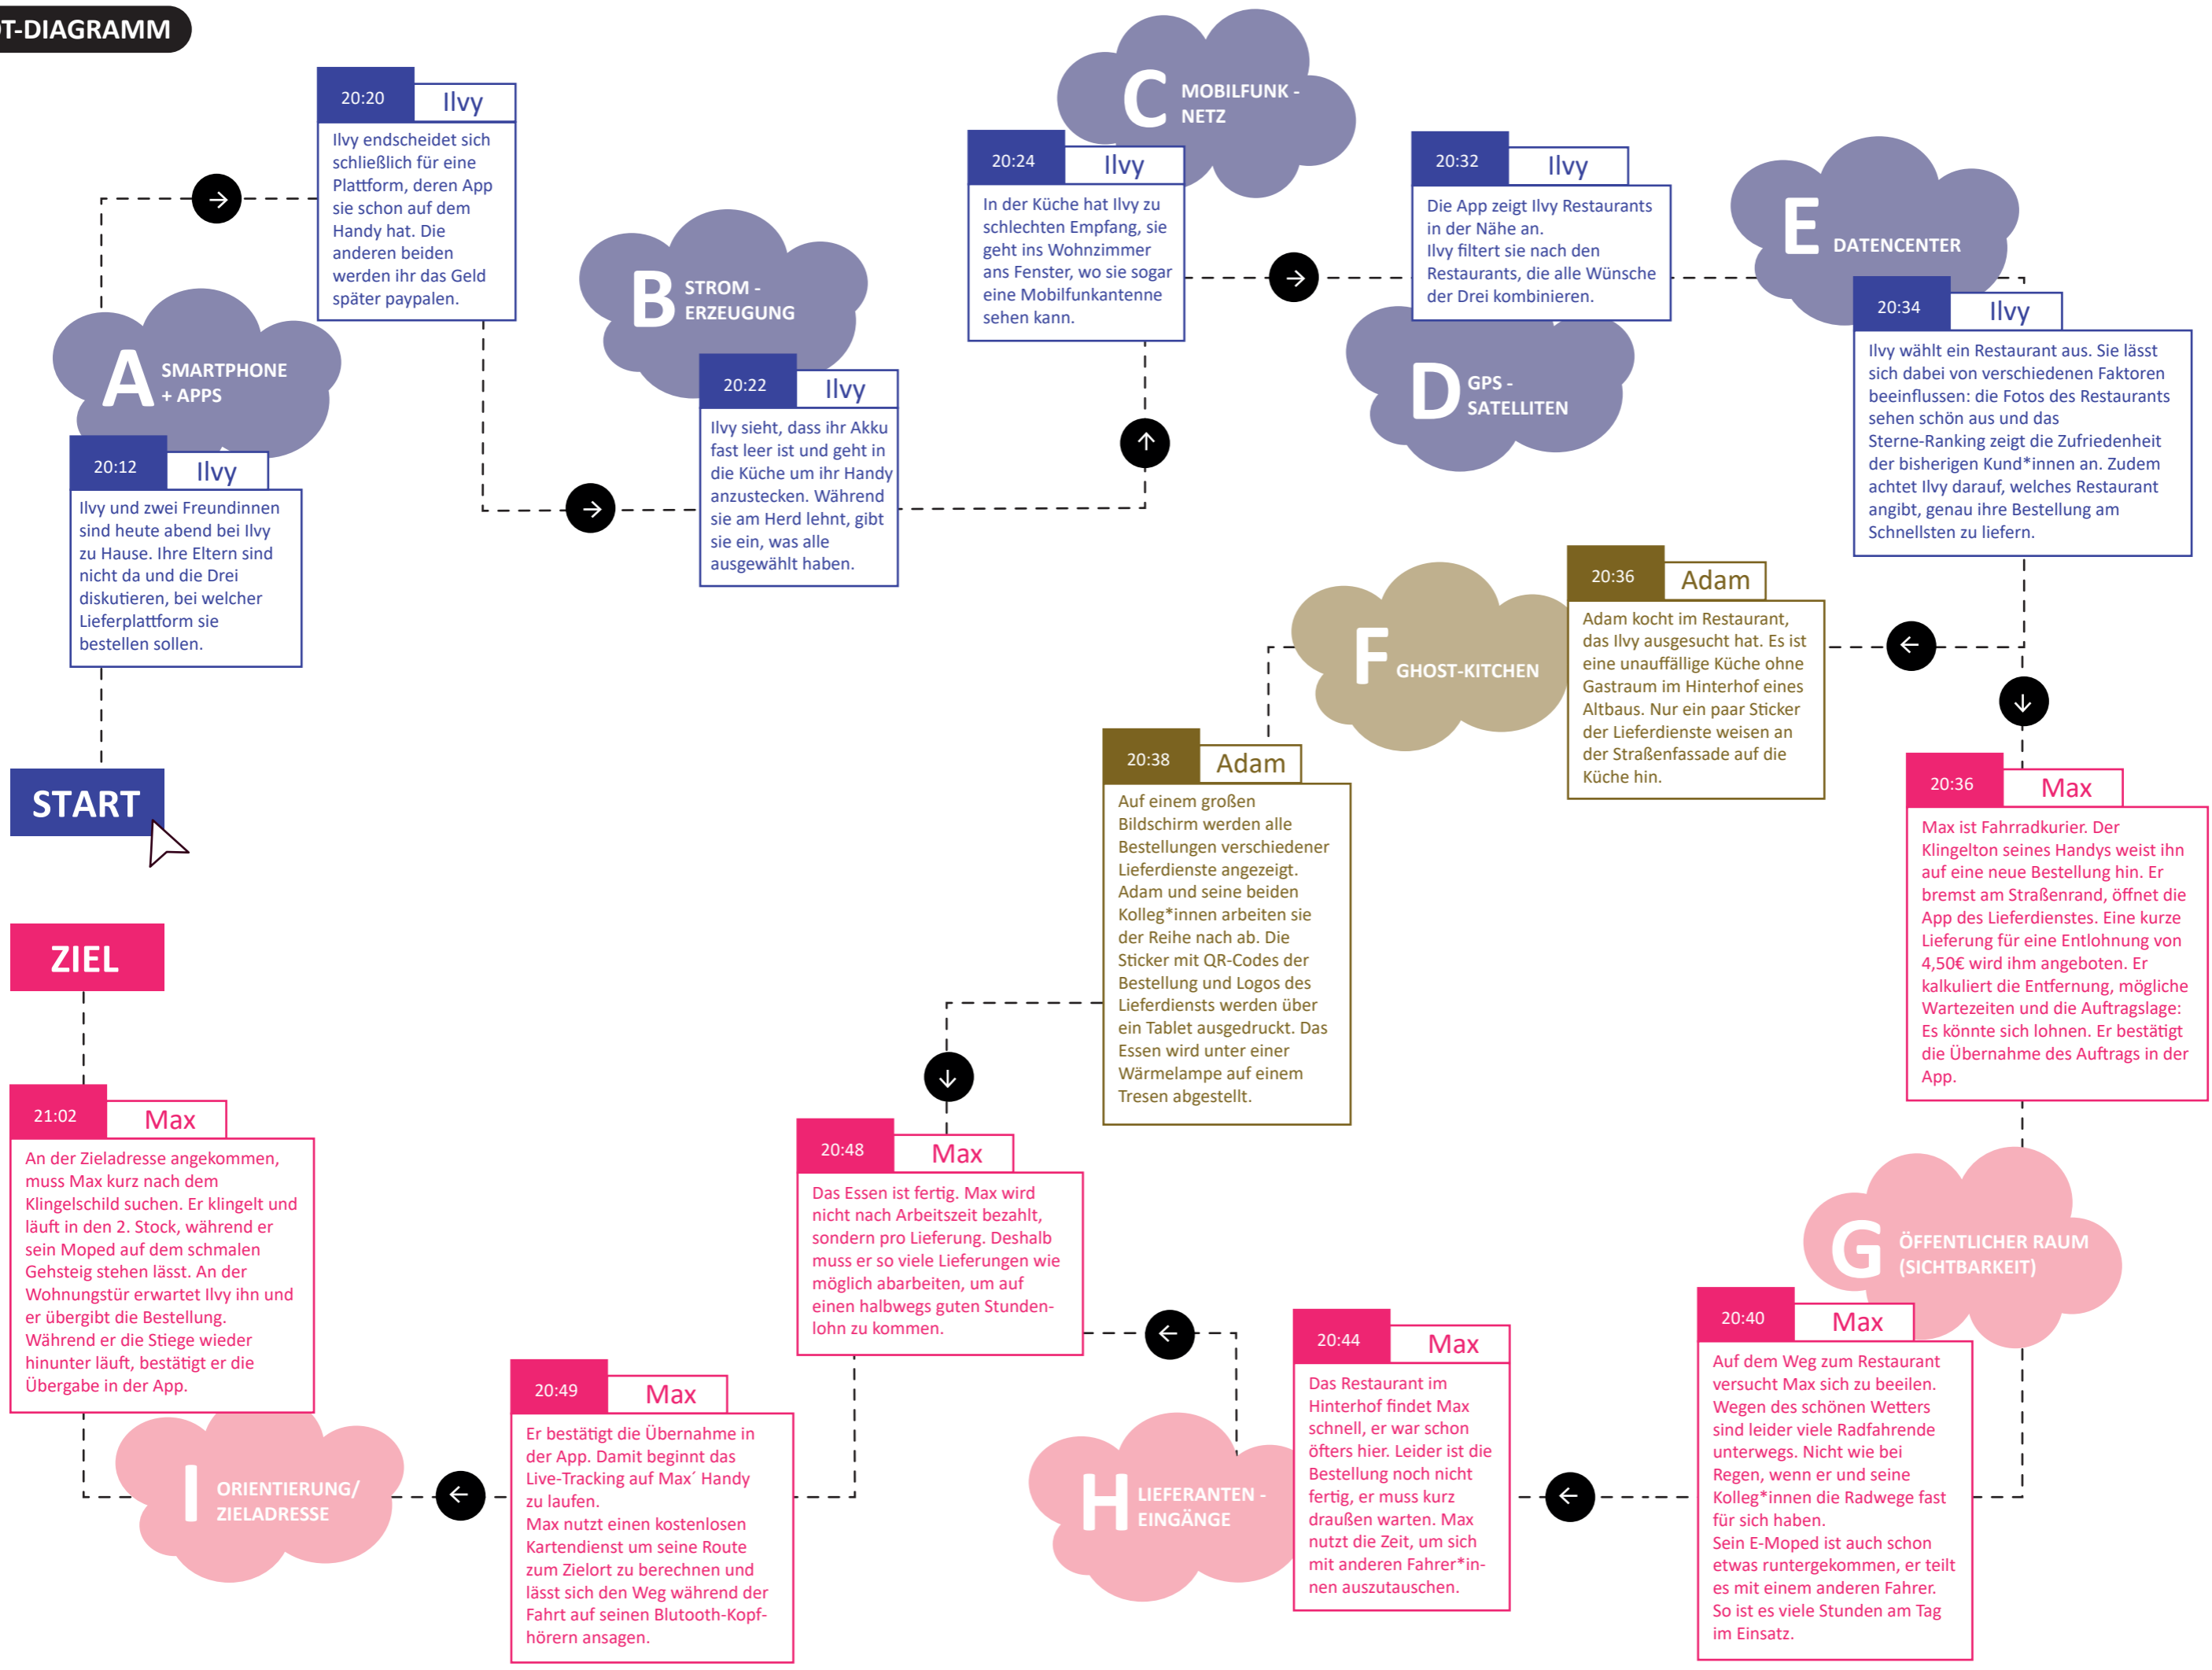 T-DIAGRAMM
20:20
Ilvy
Ilvy endscheidet sich
schließlich für eine
Plattform, deren App
sie schon auf dem
Handy hat. Die
anderen beiden
werden ihr das Geld
später paypalen.
A
SMARTPHONE
+ APPS
20:12
Ilvy
Ilvy und zwei Freundinnen
sind heute abend bei Ilvy
zu Hause. Ihre Eltern sind
nicht da und die Drei
diskutieren, bei welcher
Lieferplattform sie
bestellen sollen.
START
B
STROM -
ERZEUGUNG
20:22
Ilvy
Ilvy sieht, dass ihr Akku
fast leer ist und geht in
die Küche um ihr Handy
anzustecken. Während
sie am Herd lehnt, gibt
sie ein, was alle
ausgewählt haben.
C
MOBILFUNK -
NETZ
20:24
Ilvy
In der Küche hat Ilvy zu
schlechten Empfang, sie
geht ins Wohnzimmer
ans Fenster, wo sie sogar
eine Mobilfunkantenne
sehen kann.
20:32
Ilvy
Die App zeigt Ilvy Restaurants
in der Nähe an.
Ilvy filtert sie nach den
Restaurants, die alle Wünsche
der Drei kombinieren.
D
GPS -
SATELLITEN
E
DATENCENTER
20:34
Ilvy
Ilvy wählt ein Restaurant aus. Sie lässt
sich dabei von verschiedenen Faktoren
beeinflussen: die Fotos des Restaurants
sehen schön aus und das
Sterne-Ranking zeigt die Zufriedenheit
der bisherigen Kund*innen an. Zudem
achtet Ilvy darauf, welches Restaurant
angibt, genau ihre Bestellung am
Schnellsten zu liefern.
20:36
Adam
Adam kocht im Restaurant,
das Ilvy ausgesucht hat. Es ist
eine unauffällige Küche ohne
Gastraum im Hinterhof eines
Altbaus. Nur ein paar Sticker
der Lieferdienste weisen an
der Straßenfassade auf die
Küche hin.
F
GHOST-KITCHEN
20:38
Adam
Auf einem großen
Bildschirm werden alle
Bestellungen verschiedener
Lieferdienste angezeigt.
Adam und seine beiden
Kolleg*innen arbeiten sie
der Reihe nach ab. Die
Sticker mit QR-Codes der
Bestellung und Logos des
Lieferdiensts werden über
ein Tablet ausgedruckt. Das
Essen wird unter einer
Wärmelampe auf einem
Tresen abgestellt.
20:36
Max
Max ist Fahrradkurier. Der
Klingelton seines Handys weist ihn
auf eine neue Bestellung hin. Er
bremst am Straßenrand, öffnet die
App des Lieferdienstes. Eine kurze
Lieferung für eine Entlohnung von
4,50€ wird ihm angeboten. Er
kalkuliert die Entfernung, mögliche
Wartezeiten und die Auftragslage:
Es könnte sich lohnen. Er bestätigt
die Übernahme des Auftrags in der
App.
G
ÖFFENTLICHER RAUM
(SICHTBARKEIT)
20:40
Max
Auf dem Weg zum Restaurant
versucht Max sich zu beeilen.
Wegen des schönen Wetters
sind leider viele Radfahrende
unterwegs. Nicht wie bei
Regen, wenn er und seine
Kolleg*innen die Radwege fast
für sich haben.
Sein E-Moped ist auch schon
etwas runtergekommen, er teilt
es mit einem anderen Fahrer.
So ist es viele Stunden am Tag
im Einsatz.
20:44
Max
Das Restaurant im
Hinterhof findet Max
schnell, er war schon
öfters hier. Leider ist die
Bestellung noch nicht
fertig, er muss kurz
draußen warten. Max
nutzt die Zeit, um sich
mit anderen Fahrer*in-
nen auszutauschen.
H
LIEFERANTEN -
EINGÄNGE
20:48
Max
Das Essen ist fertig. Max wird
nicht nach Arbeitszeit bezahlt,
sondern pro Lieferung. Deshalb
muss er so viele Lieferungen wie
möglich abarbeiten, um auf
einen halbwegs guten Stunden-
lohn zu kommen.
20:49
Max
Er bestätigt die Übernahme in
der App. Damit beginnt das
Live-Tracking auf Max´ Handy
zu laufen.
Max nutzt einen kostenlosen
Kartendienst um seine Route
zum Zielort zu berechnen und
lässt sich den Weg während der
Fahrt auf seinen Blutooth-Kopf-
hörern ansagen.
I
ORIENTIERUNG/
ZIELADRESSE
21:02
Max
An der Zieladresse angekommen,
muss Max kurz nach dem
Klingelschild suchen. Er klingelt und
läuft in den 2. Stock, während er
sein Moped auf dem schmalen
Gehsteig stehen lässt. An der
Wohnungstür erwartet Ilvy ihn und
er übergibt die Bestellung.
Während er die Stiege wieder
hinunter läuft, bestätigt er die
Übergabe in der App.
ZIEL